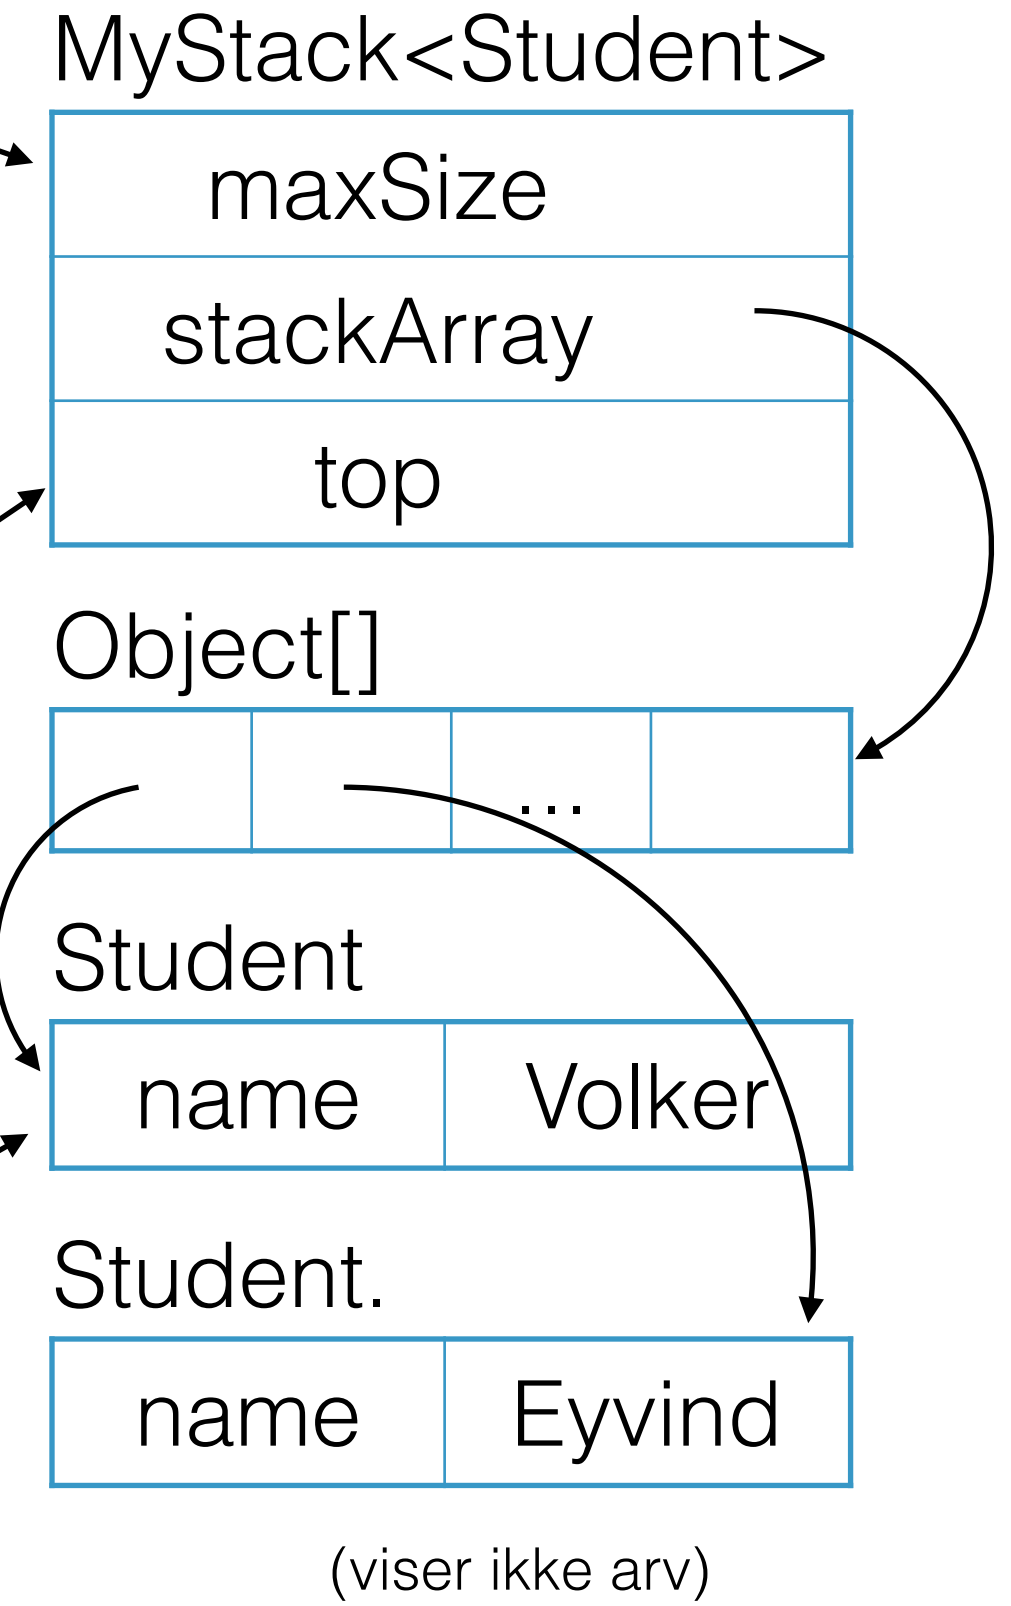 MyStack<Student>
maxSize
stackArray
top
Object[]
...
Student
name Volker
Student.
name Eyvind
(viser ikke arv)